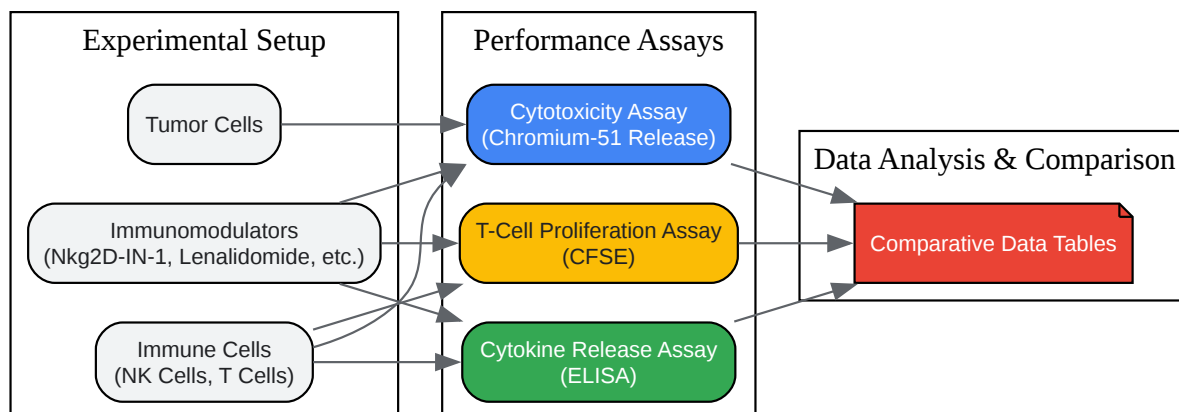 Experimental Setup
Tumor Cells
Immunomodulators
(Nkg2D-IN-1, Lenalidomide, etc.)
Immune Cells
(NK Cells, T Cells)
Performance Assays
Cytotoxicity Assay
(Chromium-51 Release)
T-Cell Proliferation Assay
(CFSE)
Cytokine Release Assay
(ELISA)
Data Analysis & Comparison
Comparative Data Tables